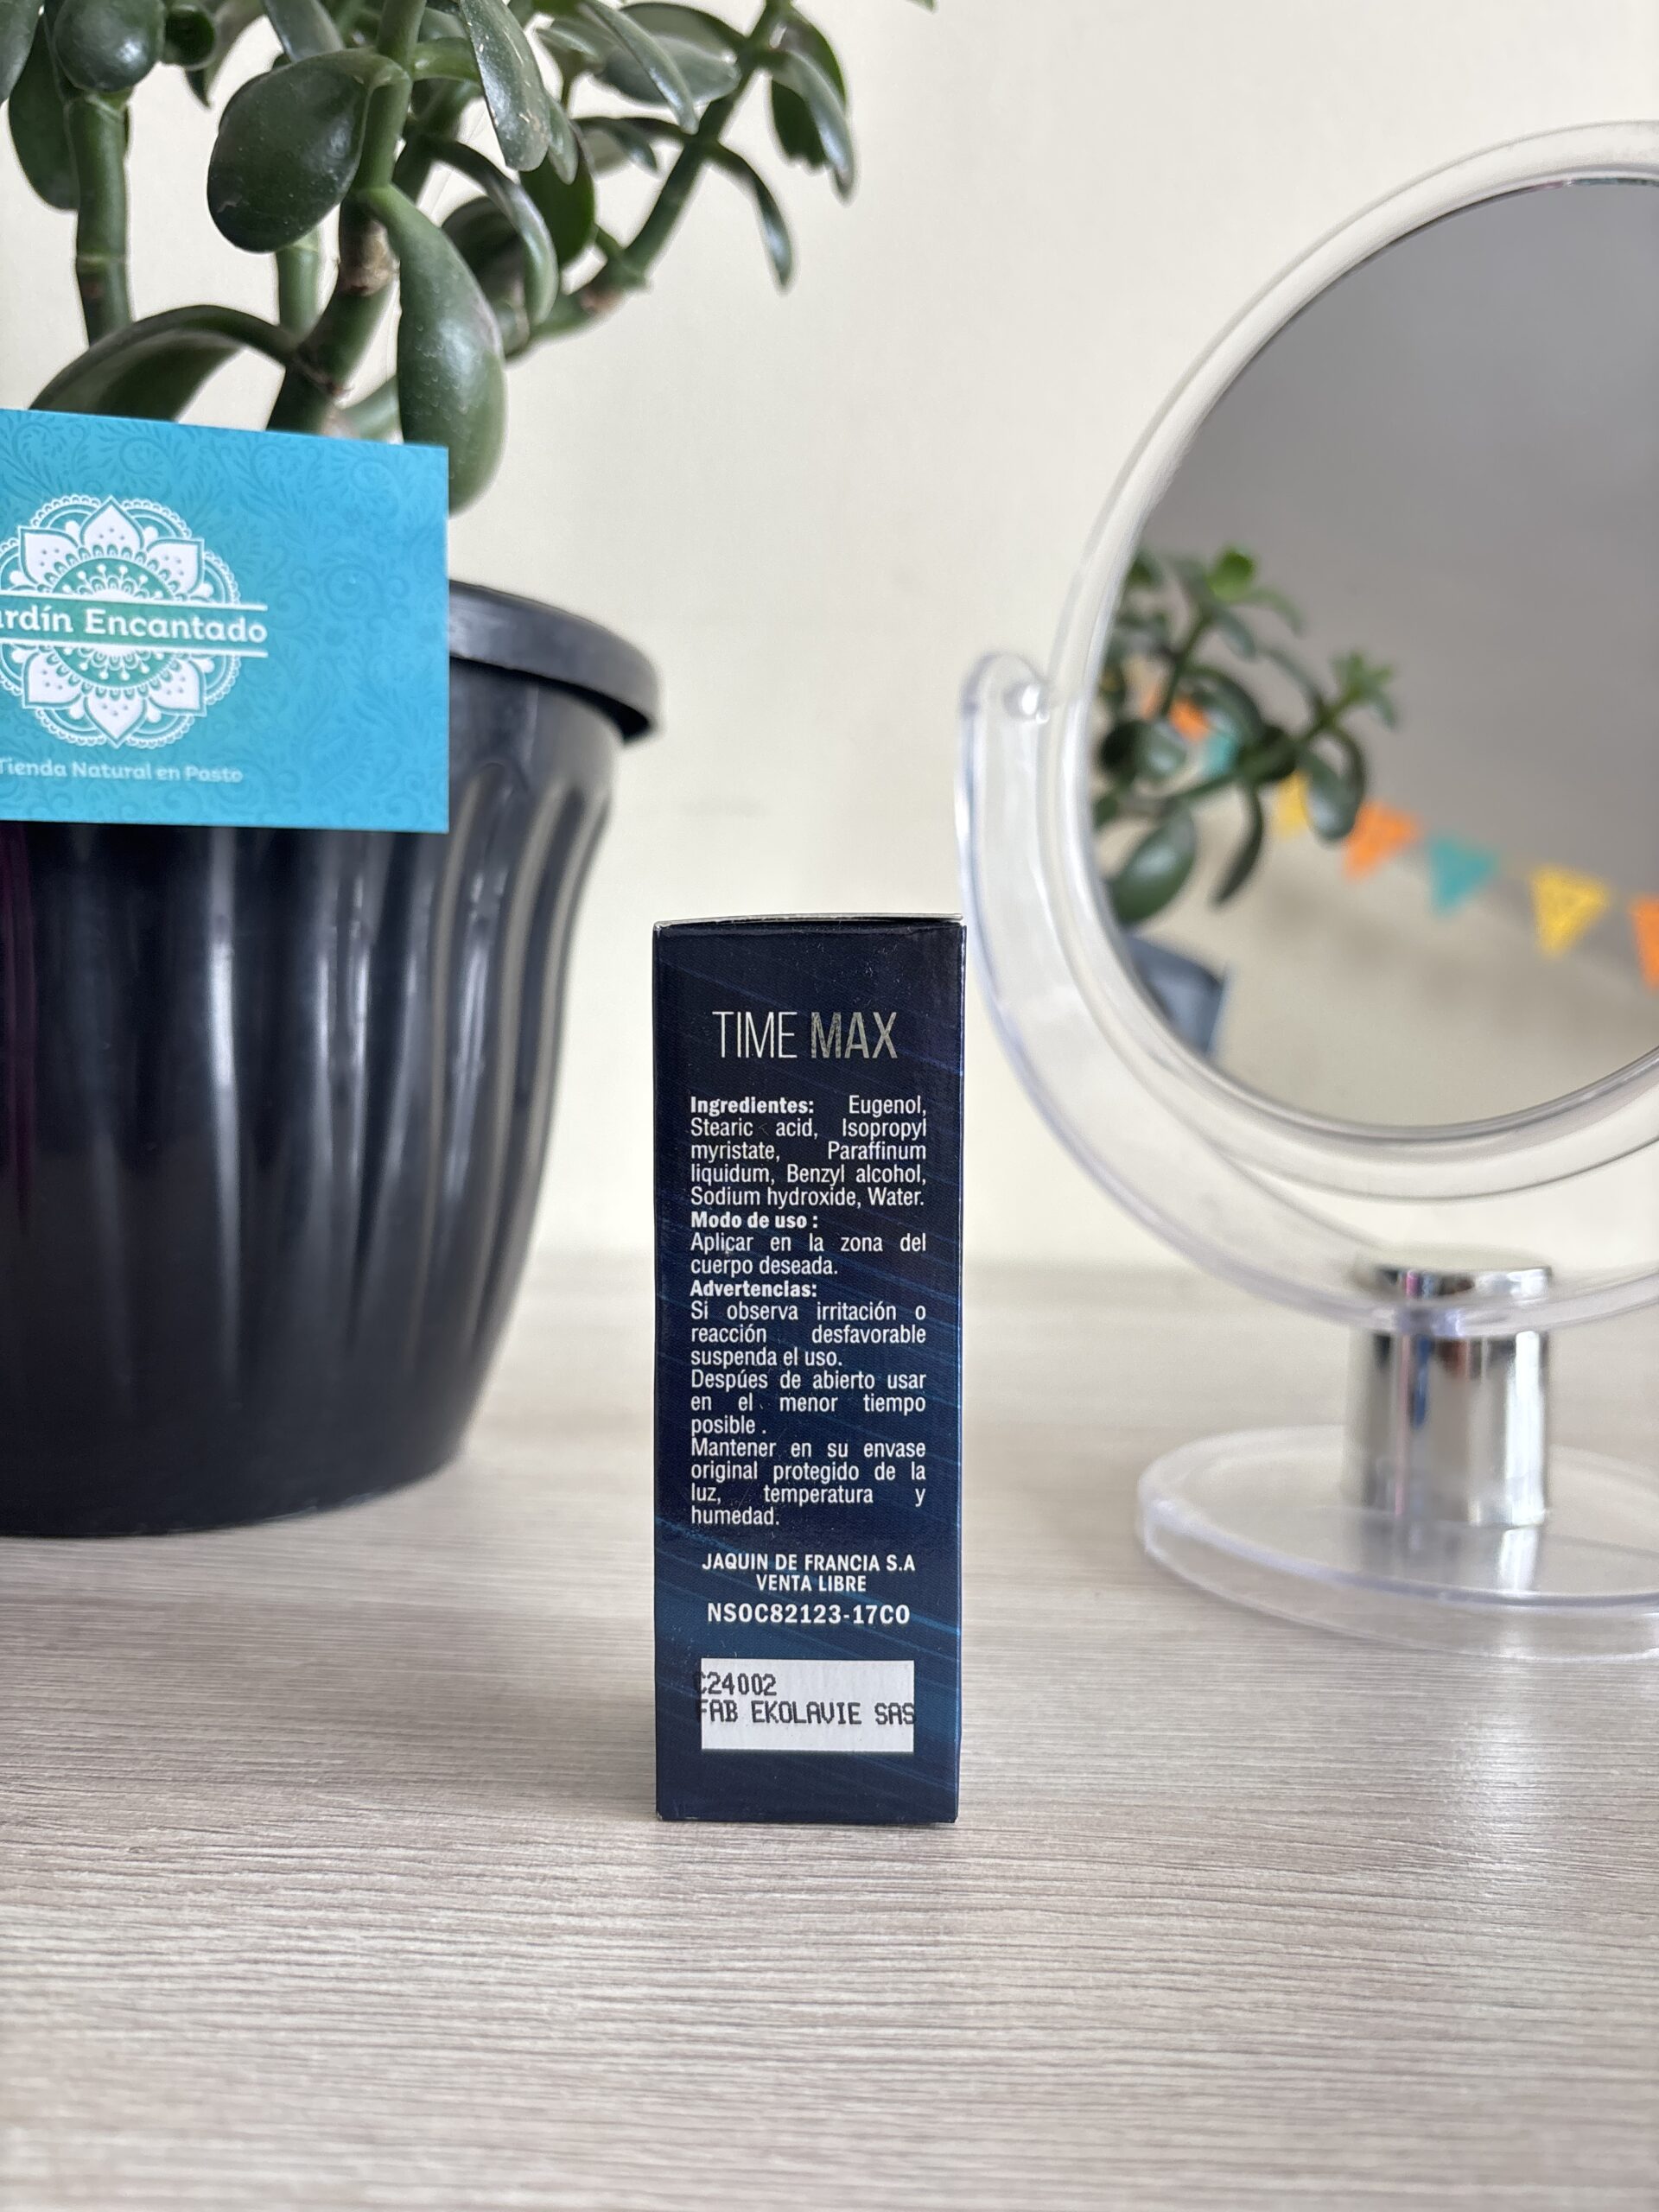 rdín Encantado
Tienda Natural en Pasto
TIME MAX
Ingredientes: Eugenol,
Stearic acid, Isopropyl
myristate, Paraffinum
liquidum, Benzyl alcohol,
Sodium hydroxide, Water.
Modo de uso :
Aplicar en la zona del
cuerpo deseada.
Advertencias:
Si observa irritación o
reacción desfavorable
suspenda el uso.
Despúes de abierto usar
en el menor tiempo
posible .
Mantener en su envase
original protegido de la
luz, temperatura y
humedad.
JAQUIN DE FRANCIA S.A
VENTA LIBRE
NSOC82123-17CO
C24002
FAB EKOLAVIE SAS